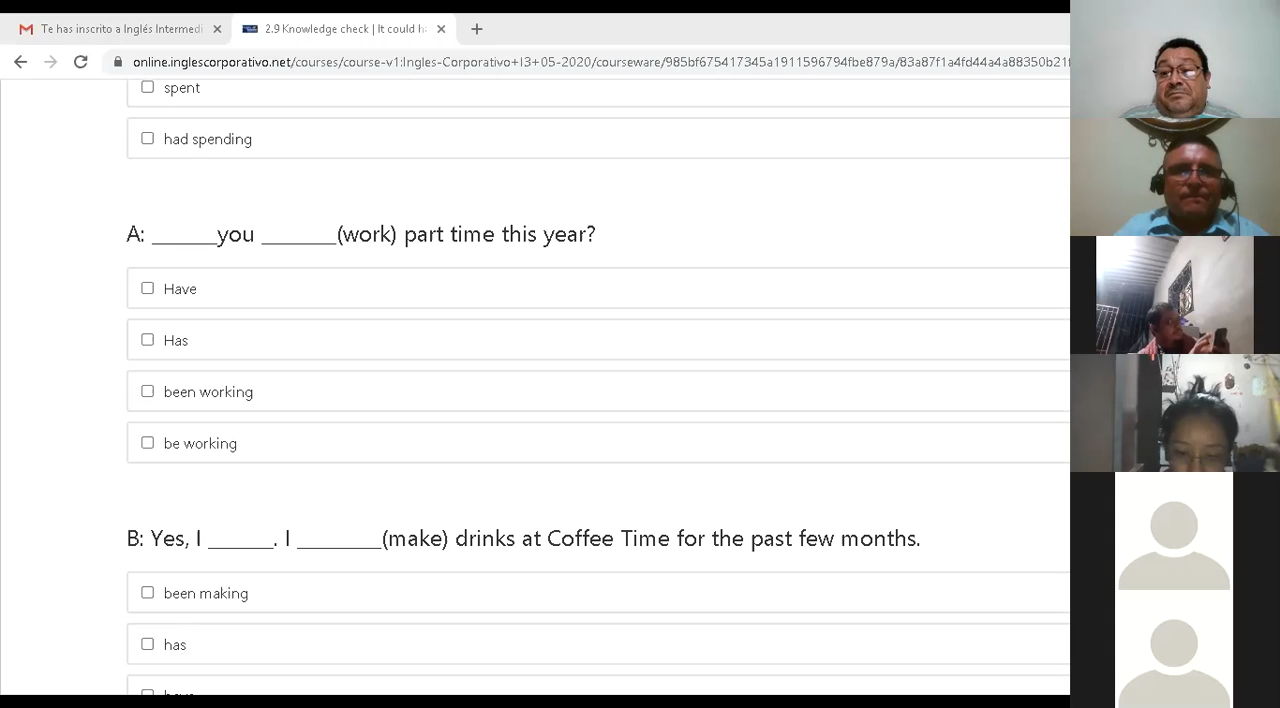 Te has inscrito a Inglés Intermedi
2.9 Knowledge check | It could h
online.inglescorporativo.net/courses/course-v1:Ingles-Corporativo+I3+05-2020/courseware/985bf675417345a1911596794fbe879a/83a87f1a4fd44a4a88350b21f
spent
had spending
A: ______you _______(work) part time this year?
Have
Has
been working
be working
B: Yes, I ______. I ________(make) drinks at Coffee Time for the past few months.
been making
has
have